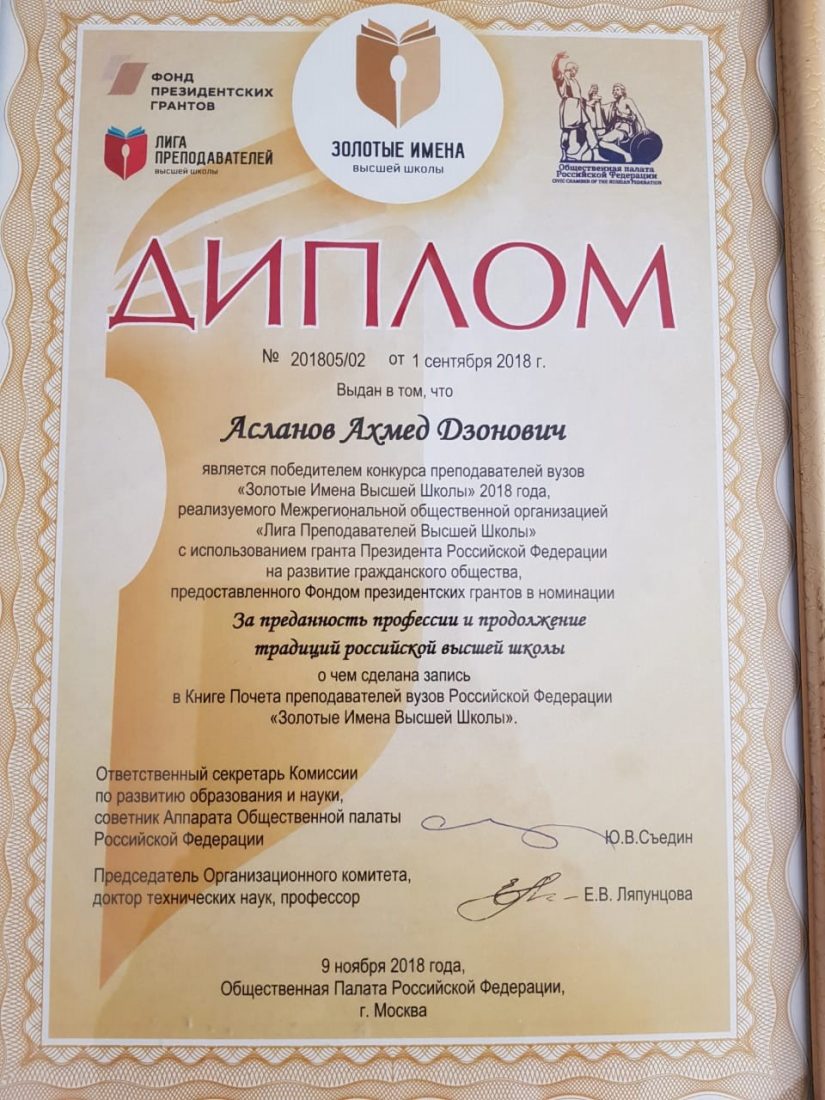 ФОНД
ПРЕЗИДЕНТСКИХ
ГРАНТОВ
ЛИГА
ПРЕПОДАВАТЕЛЕЙ
ВЫСШЕЙ ШКОЛЫ
ЗОЛОТЫЕ ИМЕНА
ВЫСШЕЙ ШКОЛЫ
Общественная палата
Российской Федерации
CIVIC CHAMBER OF THE RUSSIAN FEDERATION
ДИПЛОМ
№ 201805/02 от 1 сентября 2018 г.
Выдан в том, что
Асланов Ахмед Дзонович
является победителем конкурса преподавателей вузов
«Золотые Имена Высшей Школы» 2018 года,
реализуемого Межрегиональной общественной организацией
«Лига Преподавателей Высшей Школы»
с использованием гранта Президента Российской Федерации
на развитие гражданского общества,
предоставленного Фондом президентских грантов в номинации
За преданность профессии и продолжение
традиций российской высшей школы
о чем сделана запись
в Книге Почета преподавателей вузов Российской Федерации
«Золотые Имена Высшей Школы».
Ответственный секретарь Комиссии
по развитию образования и науки,
советник Аппарата Общественной палаты
Российской Федерации Ю.В.Съедин
Председатель Организационного комитета,
доктор технических наук, профессор Е.В. Ляпунцова
9 ноября 2018 года,
Общественная Палата Российской Федерации,
г. Москва